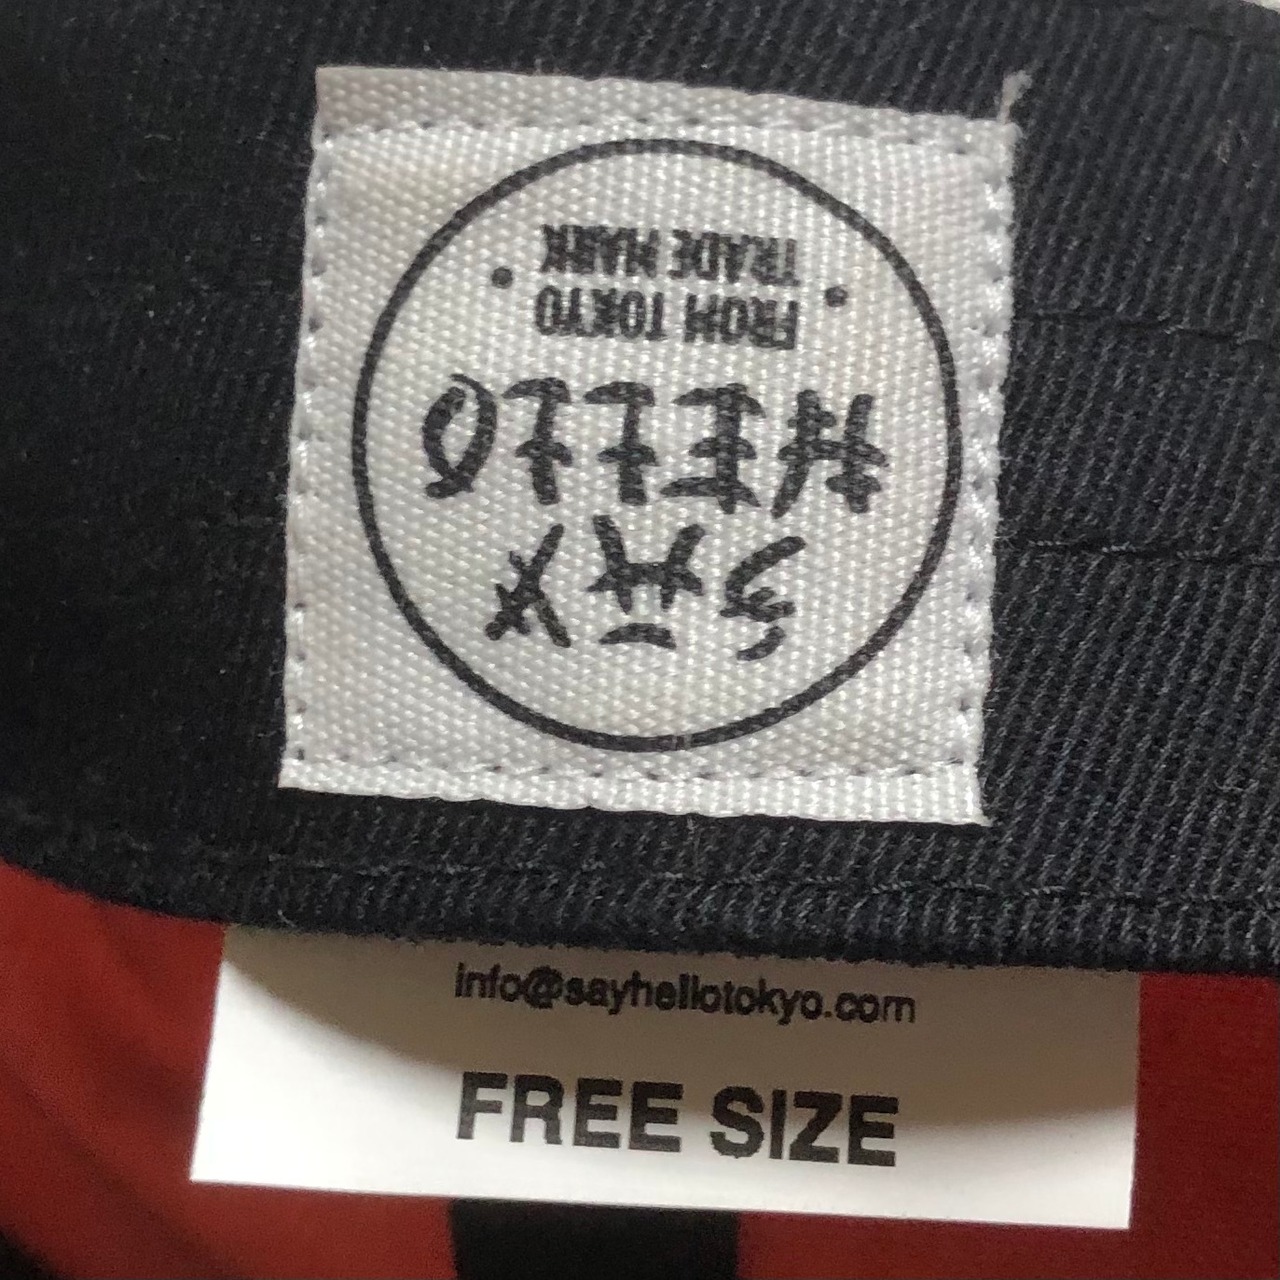 SAY
HELLO
FROM TOKYO
TRADE MARK
info@sayhellotokyo.com
FREE SIZE